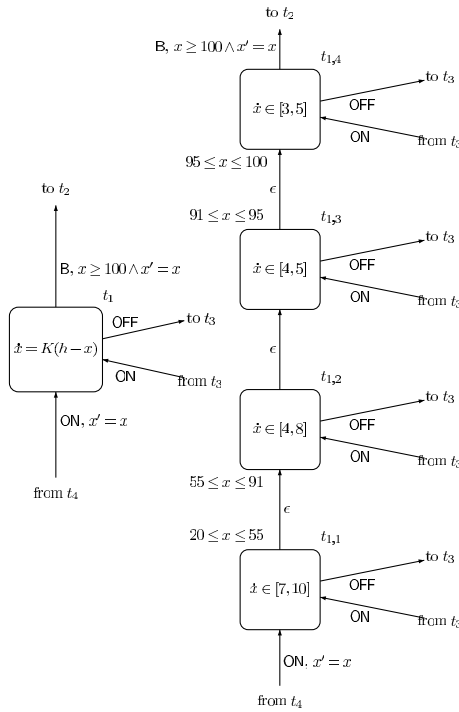 to t₂
B, x ≥ 100 ∧ x′ = x
t₁
ẋ = K(h − x)
OFF
to t₃
ON
from t₃
ON, x′ = x
from t₄
to t₂
B, x ≥ 100 ∧ x′ = x
t₁,₄
ẋ ∈ [3, 5]
to t₃
OFF
ON
from t₃
95 ≤ x ≤ 100
ϵ
91 ≤ x ≤ 95
t₁,₃
ẋ ∈ [4, 5]
to t₃
OFF
ON
from t₃
ϵ
t₁,₂
ẋ ∈ [4, 8]
to t₃
OFF
ON
from t₃
55 ≤ x ≤ 91
ϵ
20 ≤ x ≤ 55
t₁,₁
ẋ ∈ [7, 10]
to t₃
OFF
ON
from t₃
ON, x′ = x
from t₄